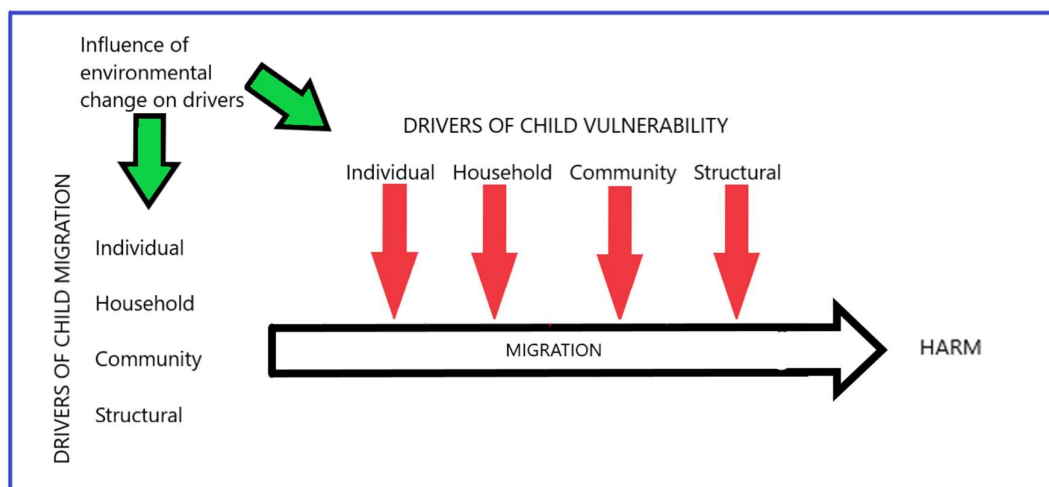 Influence of
environmental
change on drivers
DRIVERS OF CHILD VULNERABILITY
Individual Household Community Structural
DRIVERS OF CHILD MIGRATION
Individual
Household
Community
Structural
MIGRATION
HARM